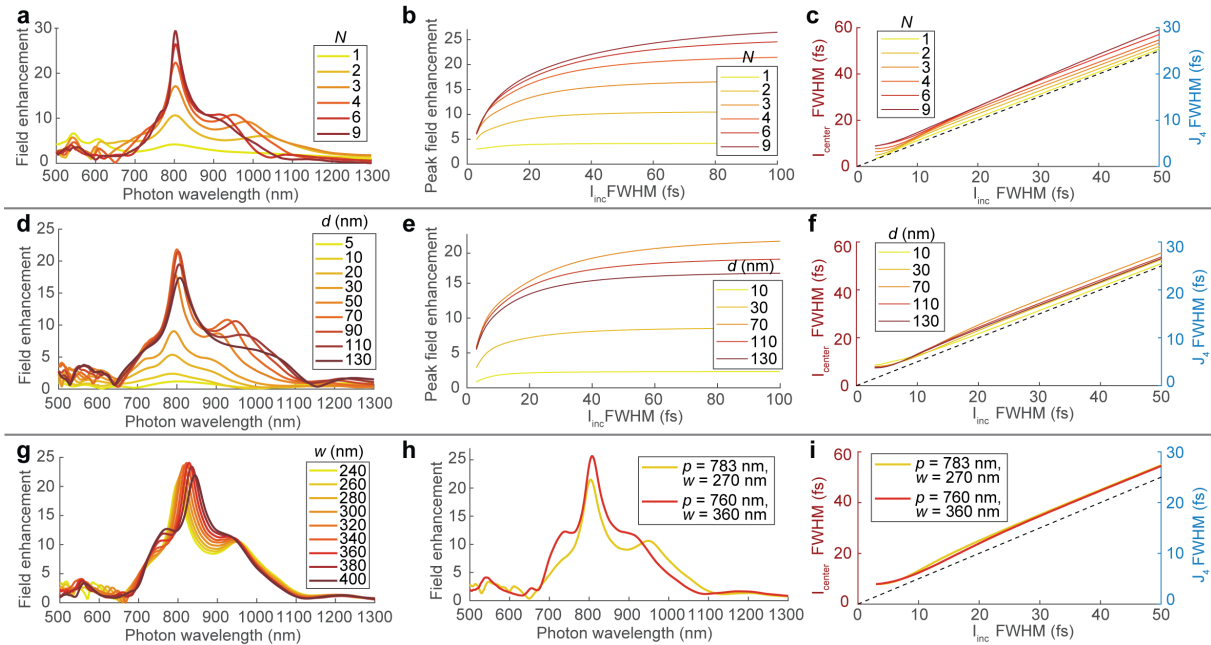 a
30
20
10
0
Field enhancement
500 600 700 800 900 1000 1100 1200 1300
Photon wavelength (nm)
N
1
2
3
4
6
9
b
25
20
15
10
5
0
Peak field enhancement
0 20 40 60 80 100
I_inc FWHM (fs)
N
1
2
3
4
6
9
c
60
40
20
0
I_center FWHM (fs)
N
1
2
3
4
6
9
0 10 20 30 40 50
I_inc FWHM (fs)
30
20
10
0
J_4 FWHM (fs)
d
25
20
15
10
5
0
Field enhancement
500 600 700 800 900 1000 1100 1200 1300
Photon wavelength (nm)
d (nm)
5
10
20
30
50
70
90
110
130
e
20
15
10
5
0
Peak field enhancement
0 20 40 60 80 100
I_inc FWHM (fs)
d (nm)
10
30
70
110
130
f
60
40
20
0
I_center FWHM (fs)
d (nm)
10
30
70
110
130
0 10 20 30 40 50
I_inc FWHM (fs)
30
20
10
0
J_4 FWHM (fs)
g
25
20
15
10
5
0
Field enhancement
500 600 700 800 900 1000 1100 1200 1300
Photon wavelength (nm)
w (nm)
240
260
280
300
320
340
360
380
400
h
25
20
15
10
5
0
Field enhancement
500 600 700 800 900 1000 1100 1200 1300
Photon wavelength (nm)
p = 783 nm,
w = 270 nm
p = 760 nm,
w = 360 nm
i
60
40
20
0
I_center FWHM (fs)
p = 783 nm,
w = 270 nm
p = 760 nm,
w = 360 nm
0 10 20 30 40 50
I_inc FWHM (fs)
30
20
10
0
J_4 FWHM (fs)